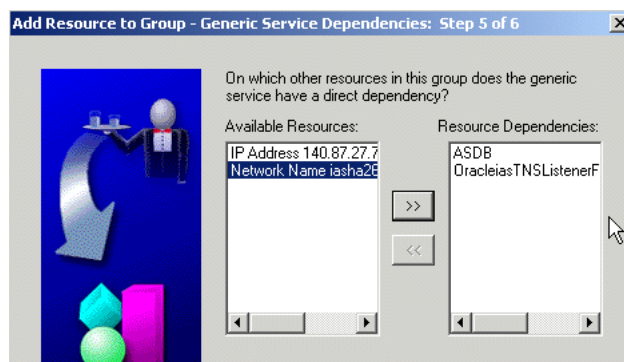 Add Resource to Group - Generic Service Dependencies: Step 5 of 6
On which other resources in this group does the generic
service have a direct dependency?
Available Resources:
Resource Dependencies:
IP Address 140.87.27.7
Network Name iasha26
ASDB
OracleiasTNSListenerF
>>
<<